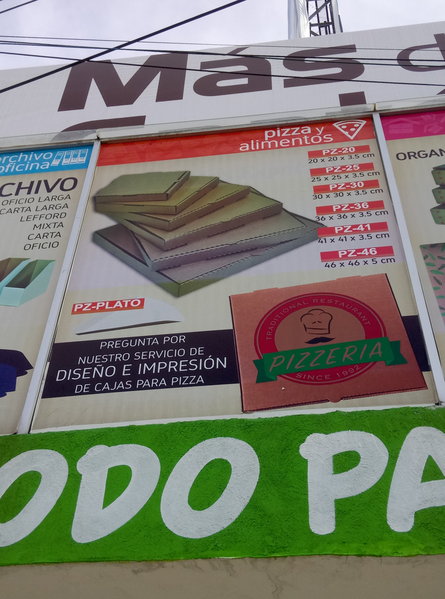 Más d
erchivo
oficina
CHIVO
OFICIO LARGA
CARTA LARGA
LEFFORD
MIXTA
CARTA
OFICIO
pizza y
alimentos
PZ-20
20 x 20 x 3.5 cm
PZ-25
25 x 25 x 3.5 cm
PZ-30
30 x 30 x 3.5 cm
PZ-36
36 x 36 x 3.5 cm
PZ-41
41 x 41 x 3.5 cm
PZ-46
46 x 46 x 5 cm
PZ-PLATO
PREGUNTA POR
NUESTRO SERVICIO DE
DISEÑO E IMPRESIÓN
DE CAJAS PARA PIZZA
TRADITIONAL RESTAURANT
PIZZERIA
SINCE 1992
ORGAN
ODO PA